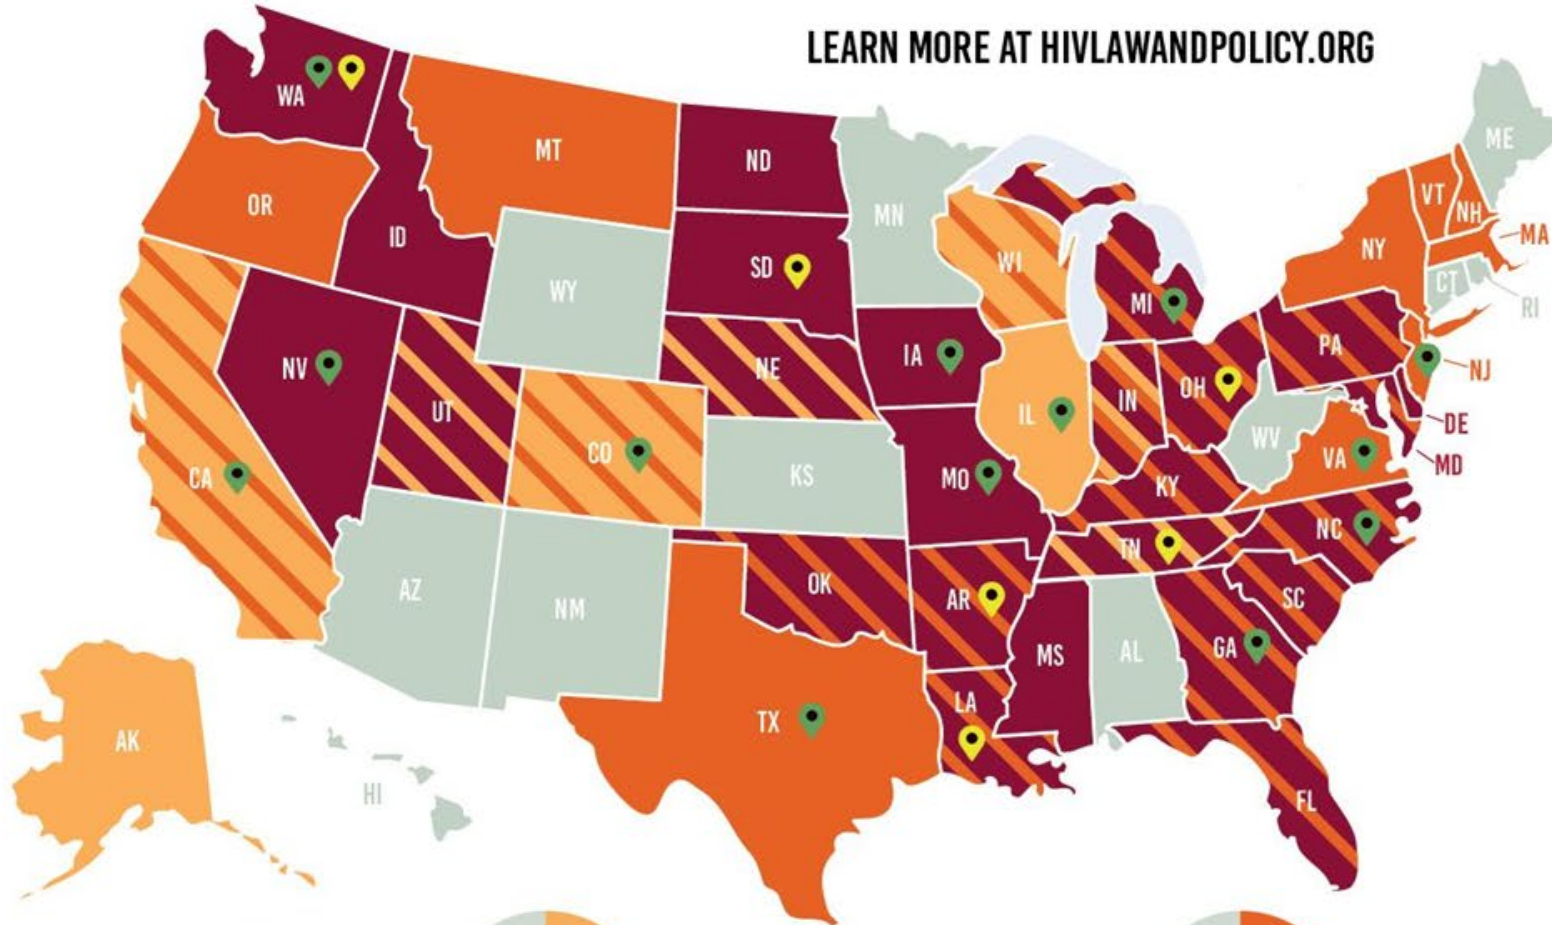 LEARN MORE AT HIVLAWANDPOLICY.ORG
WA
MT
ND
MN
ME
OR
ID
SD
WI
MI
NY
VT
NH
MA
CT
RI
WY
NV
UT
NE
IA
IL
IN
OH
PA
NJ
DE
MD
CA
CO
KS
MO
KY
WV
VA
AZ
NM
OK
AR
TN
NC
SC
TX
LA
MS
AL
GA
FL
AK
HI